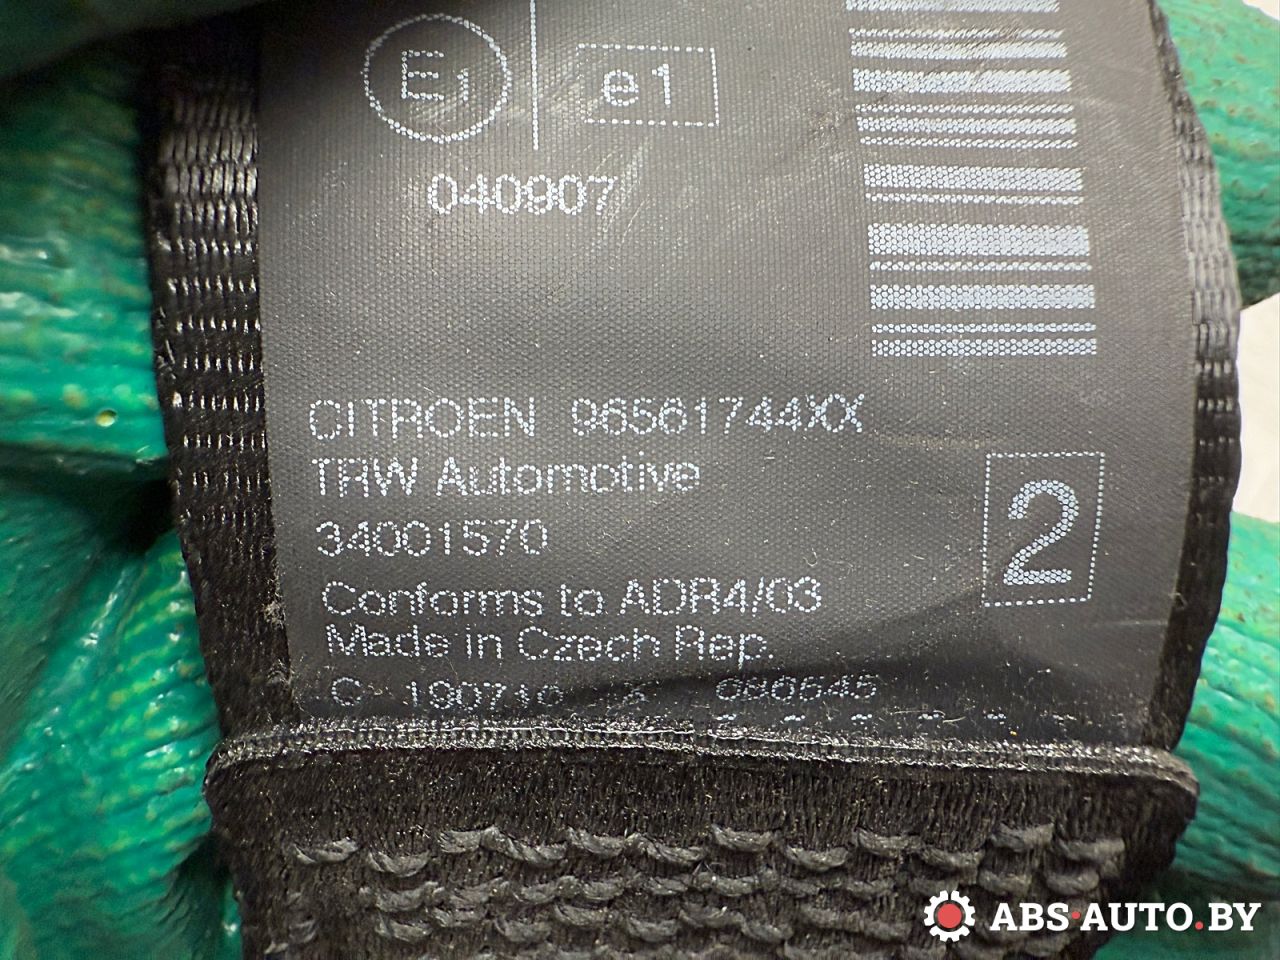 E1 e1
040907
CITROEN 96561744XX
TRW Automotive
34001570
2
Conforms to ADR4/03
Made in Czech Rep.
C
ABS·AUTO.BY